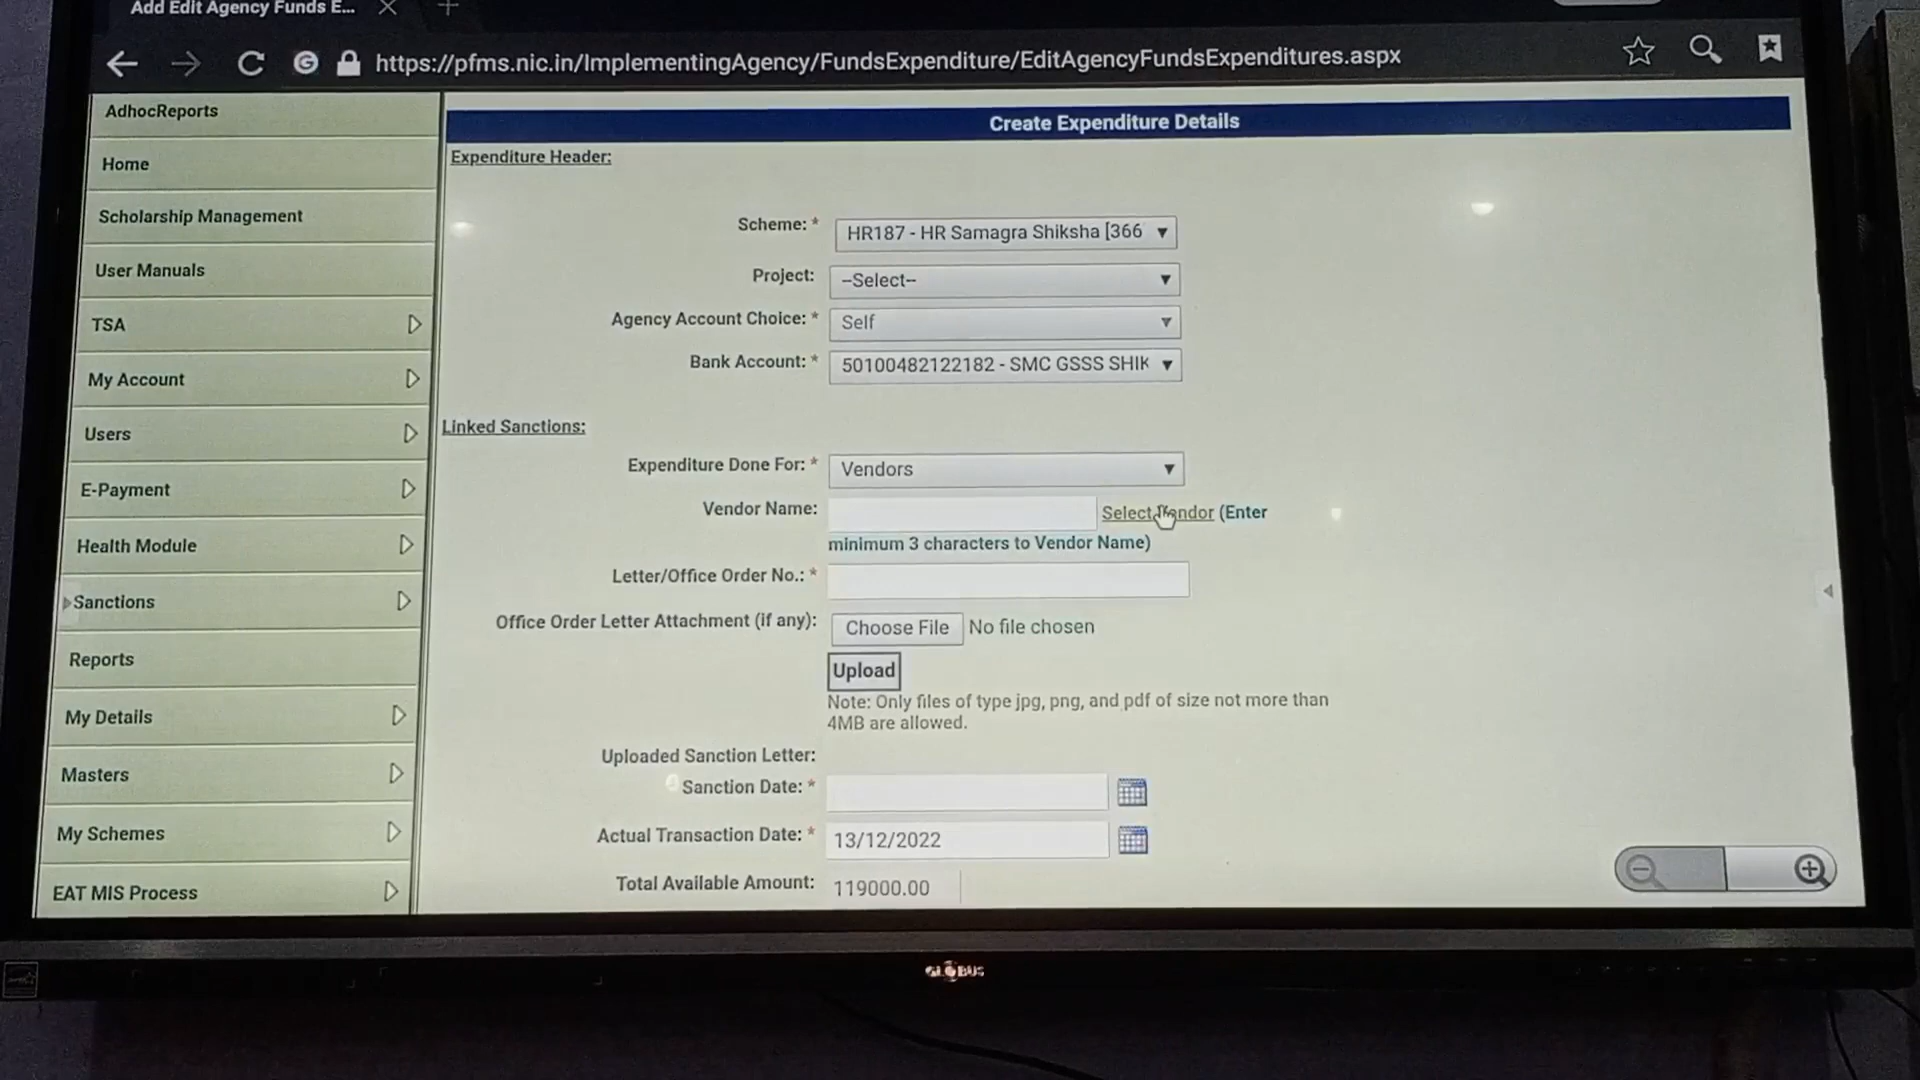 Add Edit Agency Funds E...
https://pfms.nic.in/ImplementingAgency/FundsExpenditure/EditAgencyFundsExpenditures.aspx
AdhocReports
Home
Scholarship Management
User Manuals
TSA
My Account
Users
E-Payment
Health Module
Sanctions
Reports
My Details
Masters
My Schemes
EAT MIS Process
Create Expenditure Details
Expenditure Header:
Scheme: * HR187 - HR Samagra Shiksha [366
Project: --Select--
Agency Account Choice: * Self
Bank Account: * 50100482122182 - SMC GSSS SHIK
Linked Sanctions:
Expenditure Done For: * Vendors
Vendor Name: Select Vendor (Enter
minimum 3 characters to Vendor Name)
Letter/Office Order No.: *
Office Order Letter Attachment (if any): Choose File No file chosen
Upload
Note: Only files of type jpg, png, and pdf of size not more than
4MB are allowed.
Uploaded Sanction Letter:
Sanction Date: *
Actual Transaction Date: * 13/12/2022
Total Available Amount: 119000.00
GLOBUS